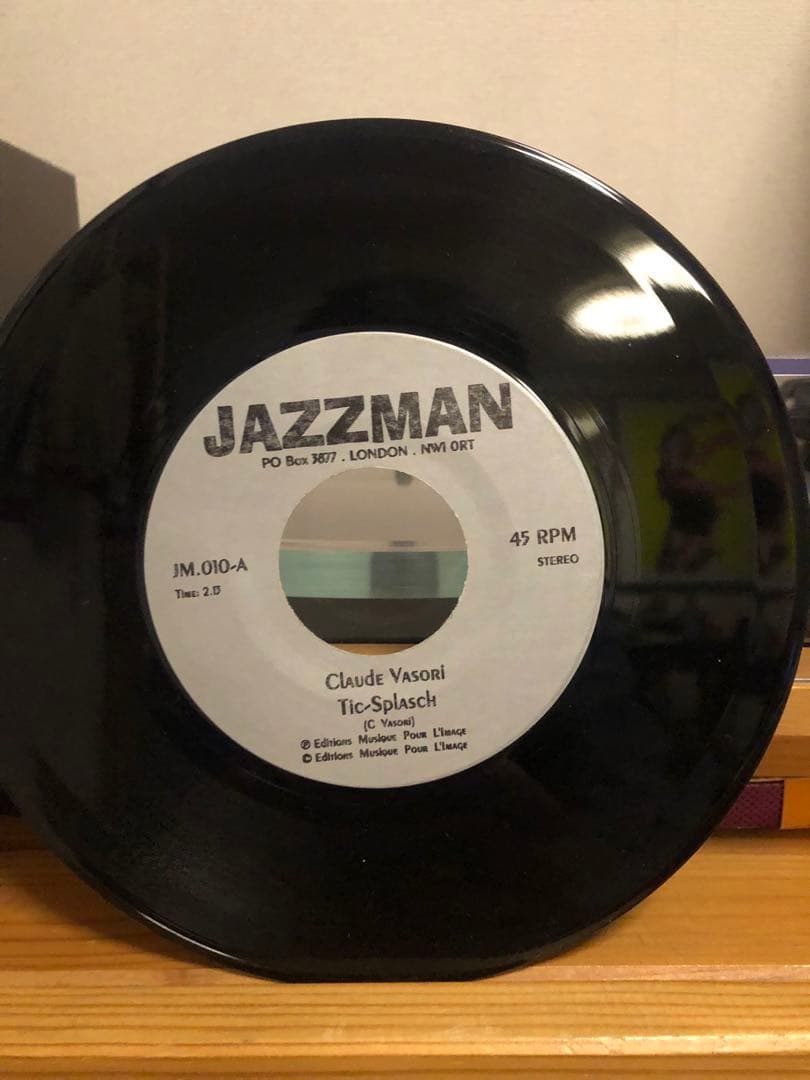 JAZZMAN
PO Box 3877 . LONDON . NW1 0RT
45 RPM
STEREO
JM.010-A
Time: 2.13
Claude Vasori
Tic-Splasch
(C Vasori)
℗ Editions Musique Pour L'Image
© Editions Musique Pour L'Image